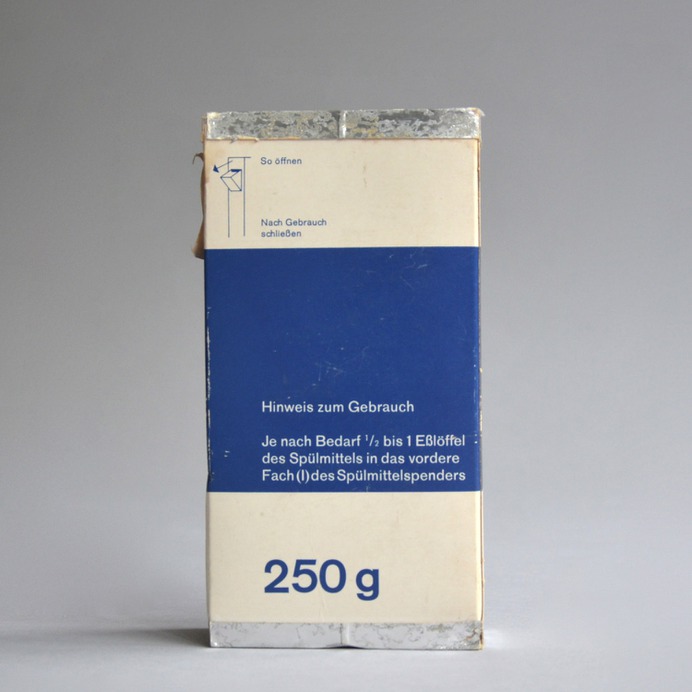 So öffnen
Nach Gebrauch
schließen
Hinweis zum Gebrauch
Je nach Bedarf ½ bis 1 Eßlöffel
des Spülmittels in das vordere
Fach (I) des Spülmittelspenders
250 g